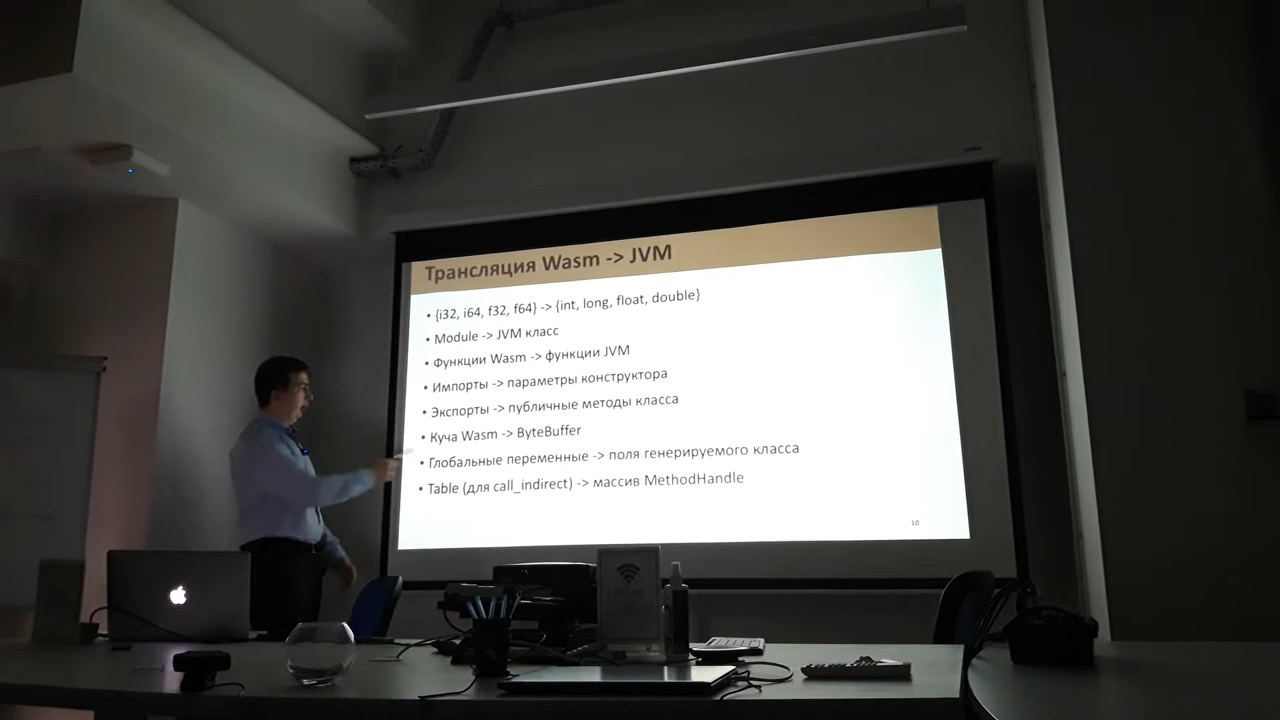 Трансляция Wasm -> JVM
• {i32, i64, f32, f64} -> {int, long, float, double}
• Module -> JVM класс
• Функции Wasm -> функции JVM
• Импорты -> параметры конструктора
• Экспорты -> публичные методы класса
• Куча Wasm -> ByteBuffer
• Глобальные переменные -> поля генерируемого класса
• Table (для call_indirect) -> массив MethodHandle
10